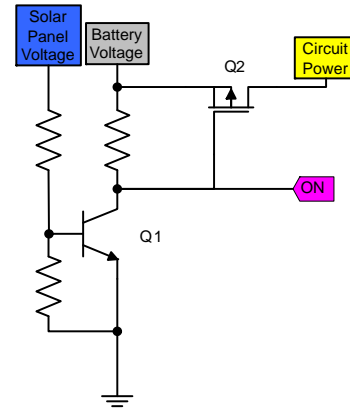 Solar
Panel
Voltage
Battery
Voltage
Circuit
Power
Q2
ON
Q1